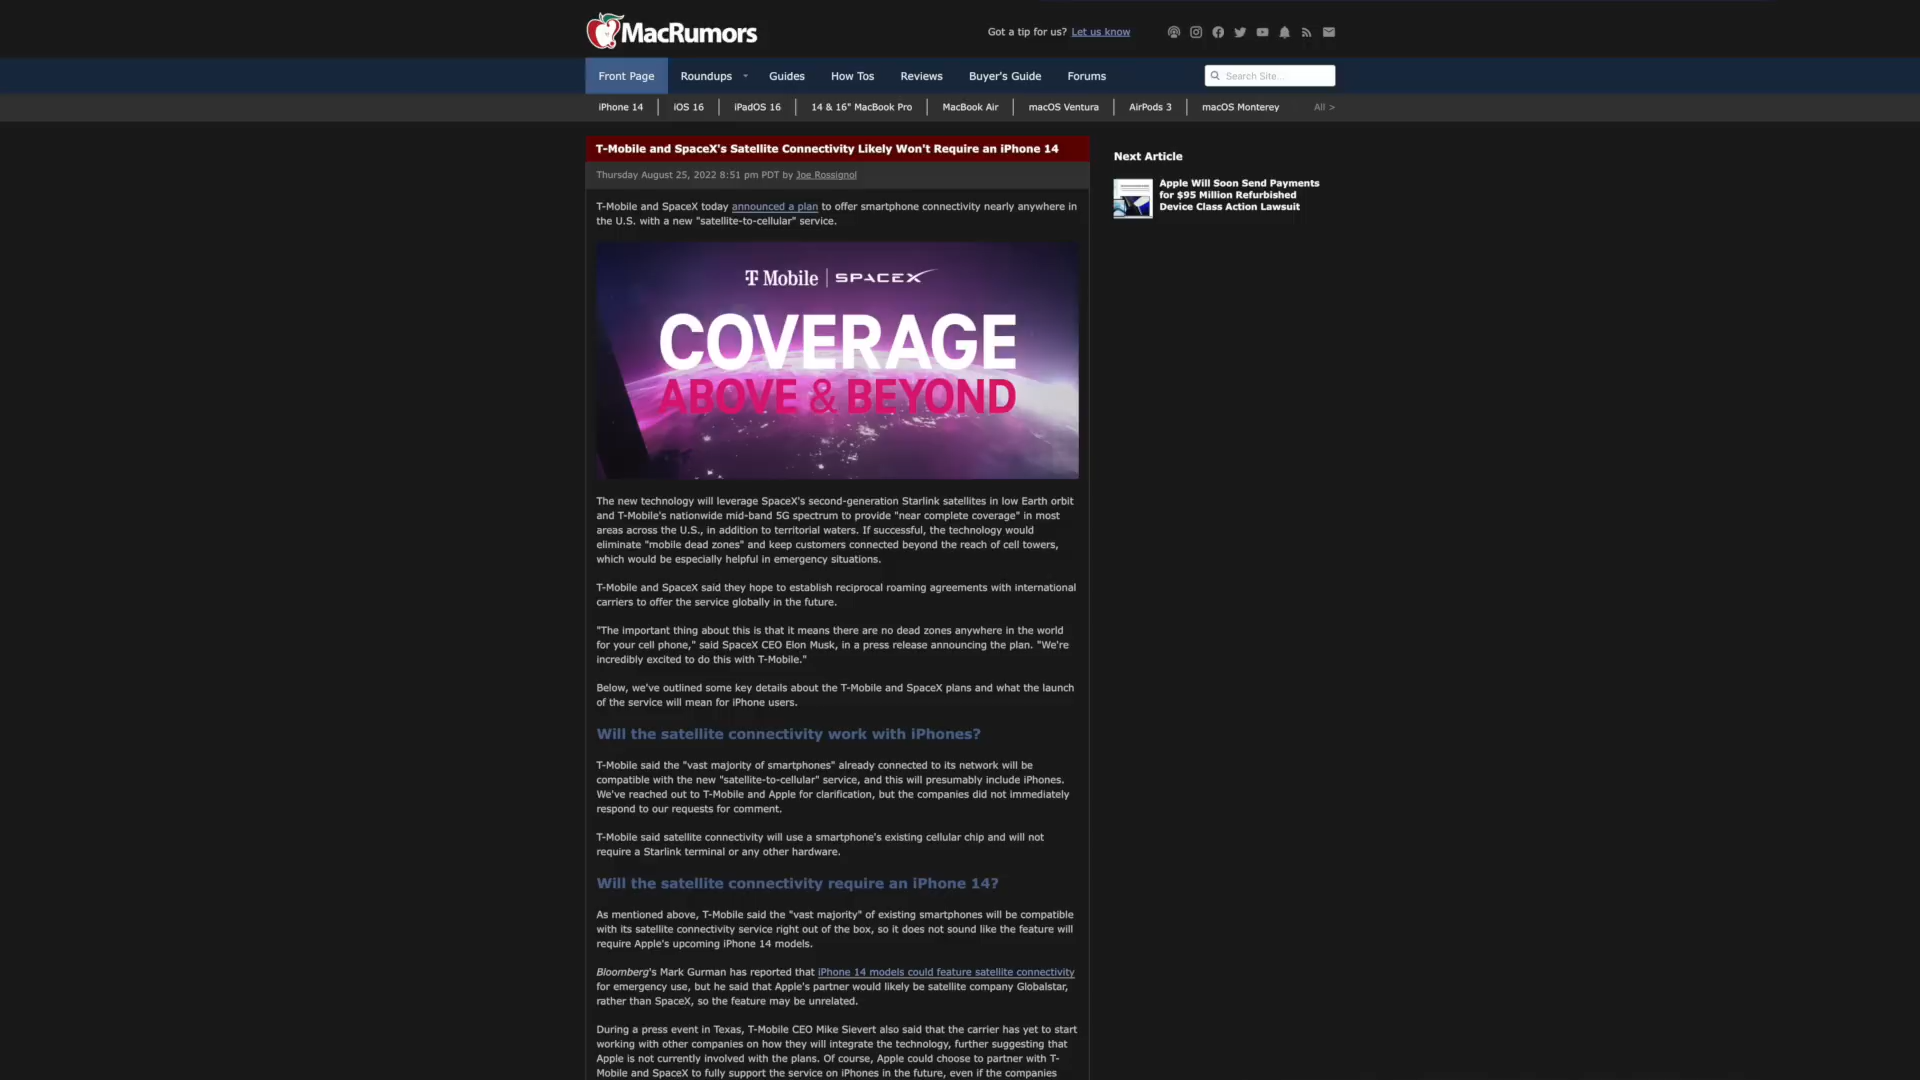 MacRumors
Got a tip for us? Let us know
Front Page Roundups Guides How Tos Reviews Buyer's Guide Forums Search Site...
iPhone 14 iOS 16 iPadOS 16 14 & 16" MacBook Pro MacBook Air macOS Ventura AirPods 3 macOS Monterey All >
T-Mobile and SpaceX's Satellite Connectivity Likely Won't Require an iPhone 14
Thursday August 25, 2022 8:51 pm PDT by Joe Rossignol
T-Mobile and SpaceX today announced a plan to offer smartphone connectivity nearly anywhere in
the U.S. with a new "satellite-to-cellular" service.
T Mobile | SPACEX
COVERAGE
ABOVE & BEYOND
The new technology will leverage SpaceX's second-generation Starlink satellites in low Earth orbit
and T-Mobile's nationwide mid-band 5G spectrum to provide "near complete coverage" in most
areas across the U.S., in addition to territorial waters. If successful, the technology would
eliminate "mobile dead zones" and keep customers connected beyond the reach of cell towers,
which would be especially helpful in emergency situations.
T-Mobile and SpaceX said they hope to establish reciprocal roaming agreements with international
carriers to offer the service globally in the future.
"The important thing about this is that it means there are no dead zones anywhere in the world
for your cell phone," said SpaceX CEO Elon Musk, in a press release announcing the plan. "We're
incredibly excited to do this with T-Mobile."
Below, we've outlined some key details about the T-Mobile and SpaceX plans and what the launch
of the service will mean for iPhone users.
Will the satellite connectivity work with iPhones?
T-Mobile said the "vast majority of smartphones" already connected to its network will be
compatible with the new "satellite-to-cellular" service, and this will presumably include iPhones.
We've reached out to T-Mobile and Apple for clarification, but the companies did not immediately
respond to our requests for comment.
T-Mobile said satellite connectivity will use a smartphone's existing cellular chip and will not
require a Starlink terminal or any other hardware.
Will the satellite connectivity require an iPhone 14?
As mentioned above, T-Mobile said the "vast majority" of existing smartphones will be compatible
with its satellite connectivity service right out of the box, so it does not sound like the feature will
require Apple's upcoming iPhone 14 models.
Bloomberg's Mark Gurman has reported that iPhone 14 models could feature satellite connectivity
for emergency use, but he said that Apple's partner would likely be satellite company Globalstar,
rather than SpaceX, so the feature may be unrelated.
During a press event in Texas, T-Mobile CEO Mike Sievert also said that the carrier has yet to start
working with other companies on how they will integrate the technology, further suggesting that
Apple is not currently involved with the plans. Of course, Apple could choose to partner with T-
Mobile and SpaceX to fully support the service on iPhones in the future, even if the companies
Next Article
Apple Will Soon Send Payments
for $95 Million Refurbished
Device Class Action Lawsuit